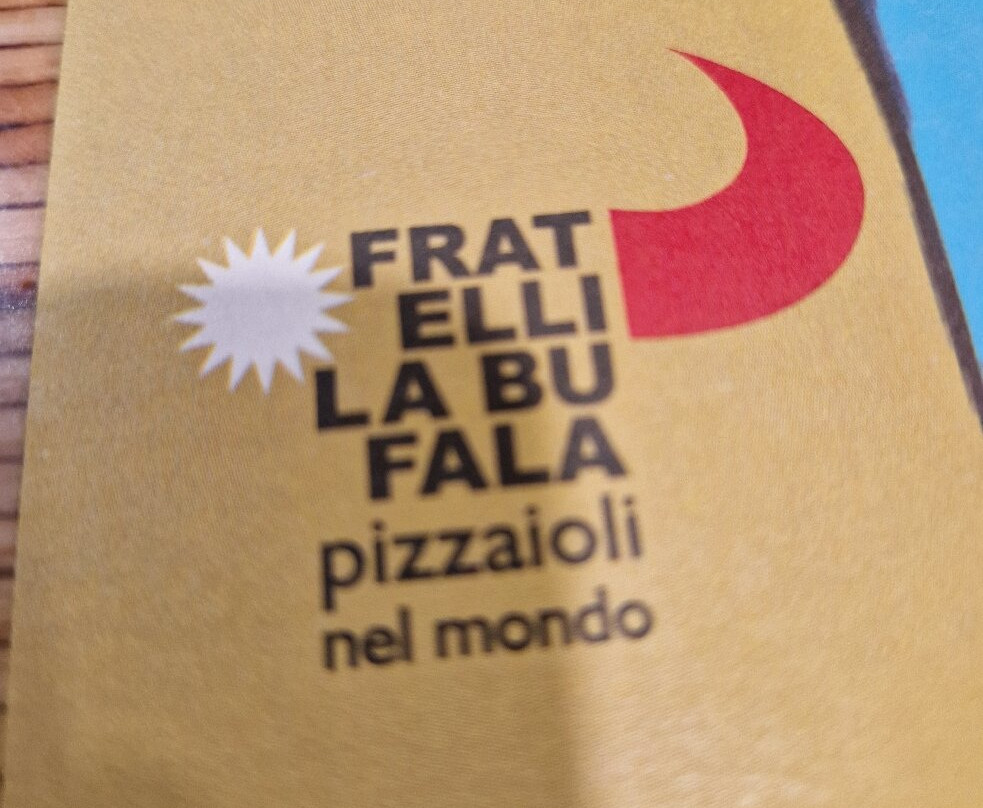 FRAT
ELLI
LA BU
FALA
pizzaioli
nel mondo